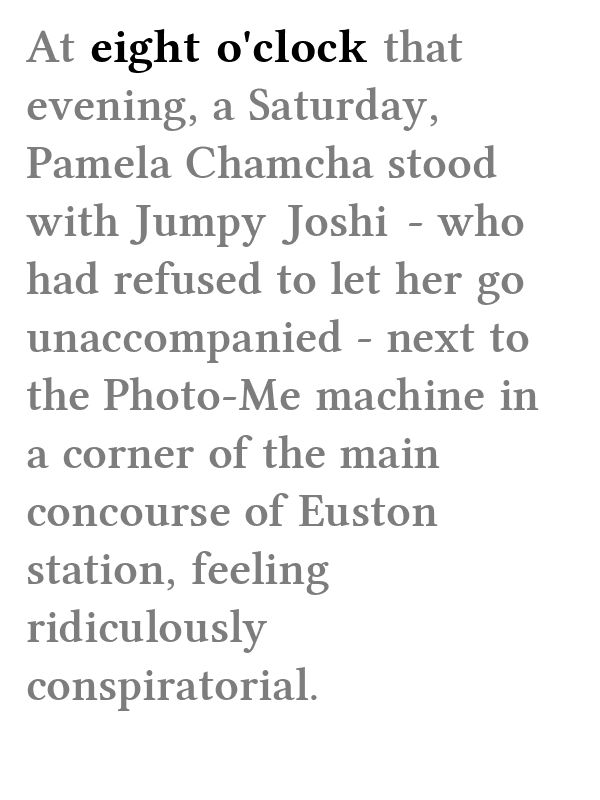 At eight o'clock that
evening, a Saturday,
Pamela Chamcha stood
with Jumpy Joshi - who
had refused to let her go
unaccompanied - next to
the Photo-Me machine in
a corner of the main
concourse of Euston
station, feeling
ridiculously
conspiratorial.